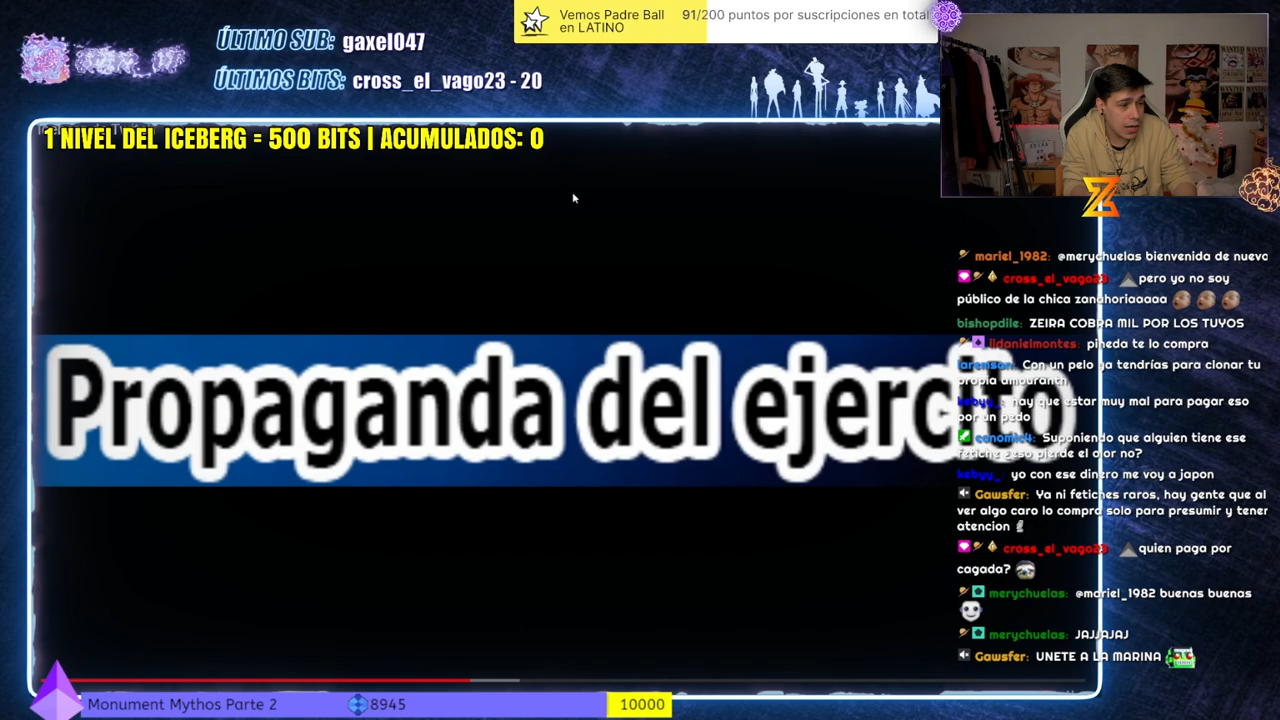 ÚLTIMO SUB: gaxel047
ÚLTIMOS BITS: cross_el_vago23 - 20
Vemos Padre Ball
en LATINO
91/200 puntos por suscripciones en total
1 NIVEL DEL ICEBERG = 500 BITS | ACUMULADOS: 0
Propaganda del ejercito
mariel_1982: @merychuelas bienvenida de nuevo
cross_el_vago23 pero yo no soy
público de la chica zanahoriaaaaa
bishopdile: ZEIRA COBRA MIL POR LOS TUYOS
lldanielmontes: pineda te lo compra
Con un pelo ya tendrías para clonar tu
propia amouranth
kebyy_: hay que estar muy mal para pagar eso
por un pedo
Suponiendo que alguien tiene ese
fetiche ¿eso pierde el olor no?
kebyy_: yo con ese dinero me voy a japon
Gawsfer: Ya ni fetiches raros, hay gente que al
ver algo caro lo compra solo para presumir y tener
atencion
cross_el_vago23 quien paga por
cagada?
merychuelas: @mariel_1982 buenas buenas
merychuelas: JAJJAJAJ
Gawsfer: UNETE A LA MARINA
Monument Mythos Parte 2
8945
10000